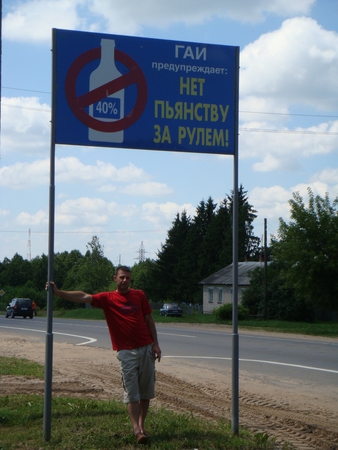 ГАИ
предупреждает:
НЕТ
ПЬЯНСТВУ
ЗА РУЛЕМ!
40%